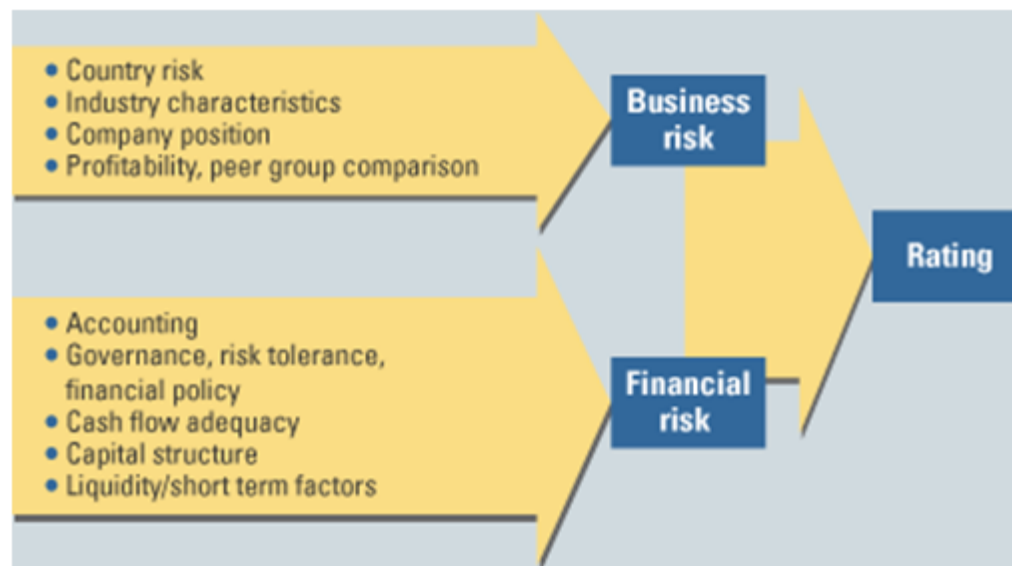 • Country risk
• Industry characteristics
• Company position
• Profitability, peer group comparison
Business
risk
Rating
• Accounting
• Governance, risk tolerance,
financial policy
• Cash flow adequacy
• Capital structure
• Liquidity/short term factors
Financial
risk